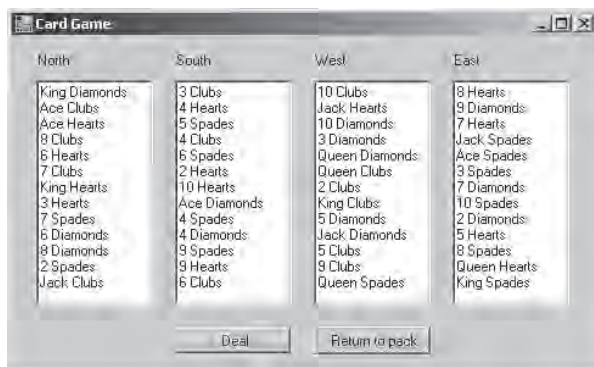 Card Game
North
King Diamonds
Ace Clubs
Ace Hearts
8 Clubs
6 Hearts
7 Clubs
King Hearts
3 Hearts
7 Spades
6 Diamonds
8 Diamonds
2 Spades
Jack Clubs
South
3 Clubs
4 Hearts
5 Spades
4 Clubs
6 Spades
2 Hearts
10 Hearts
Ace Diamonds
4 Spades
4 Diamonds
9 Spades
9 Hearts
6 Clubs
West
10 Clubs
Jack Hearts
10 Diamonds
3 Diamonds
Queen Diamonds
Queen Clubs
2 Clubs
King Clubs
5 Diamonds
Jack Diamonds
5 Clubs
9 Clubs
Queen Spades
East
8 Hearts
9 Diamonds
7 Hearts
Jack Spades
Ace Spades
3 Spades
7 Diamonds
10 Spades
2 Diamonds
5 Hearts
8 Spades
Queen Hearts
King Spades
Deal
Return to pack